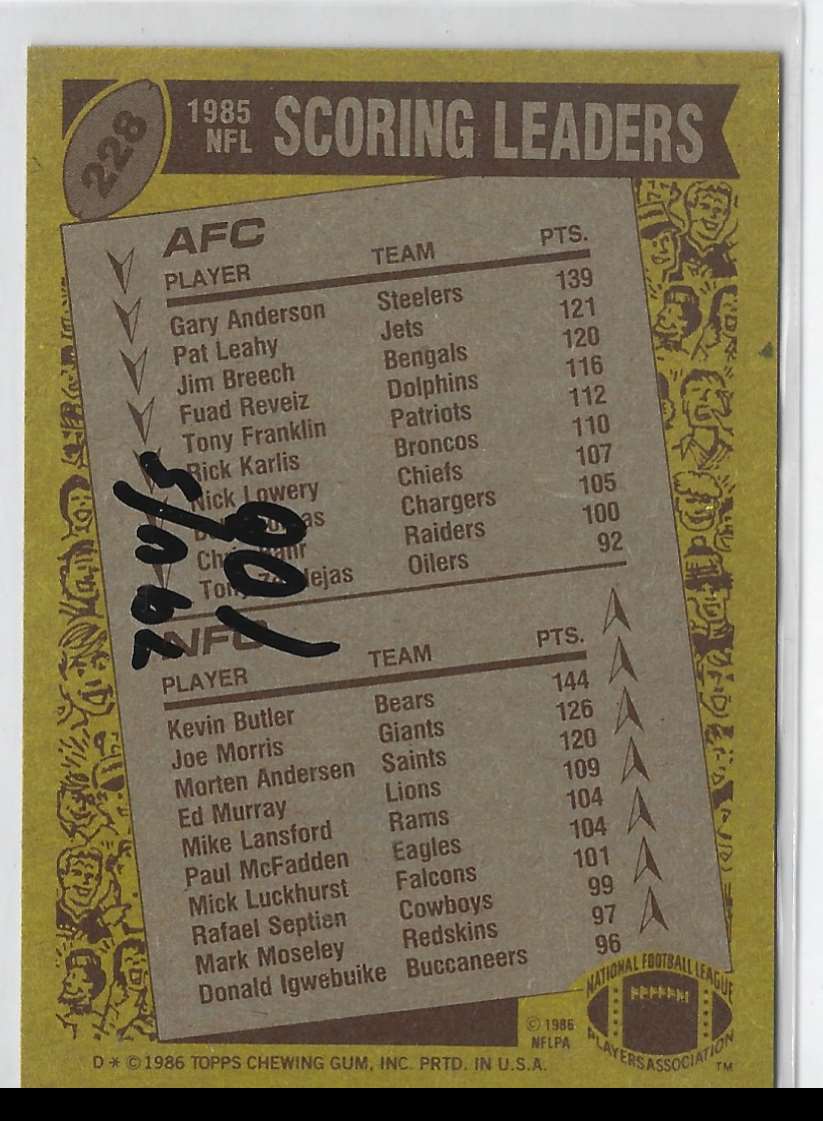 228
1985 NFL SCORING LEADERS
AFC
PLAYER TEAM PTS.
Gary Anderson Steelers 139
Pat Leahy Jets 121
Jim Breech Bengals 120
Fuad Reveiz Dolphins 116
Tony Franklin Patriots 112
Rick Karlis Broncos 110
Nick Lowery Chiefs 107
Chargers 105
Raiders 100
Oilers 92
NFC
PLAYER TEAM PTS.
Kevin Butler Bears 144
Joe Morris Giants 126
Morten Andersen Saints 120
Ed Murray Lions 109
Mike Lansford Rams 104
Paul McFadden Eagles 104
Mick Luckhurst Falcons 101
Rafael Septien Cowboys 99
Mark Moseley Redskins 97
Donald Igwebuike Buccaneers 96
NATIONAL FOOTBALL LEAGUE
PLAYERS ASSOCIATION
TM
© 1986
NFLPA
D * © 1986 TOPPS CHEWING GUM, INC. PRTD. IN U.S.A.